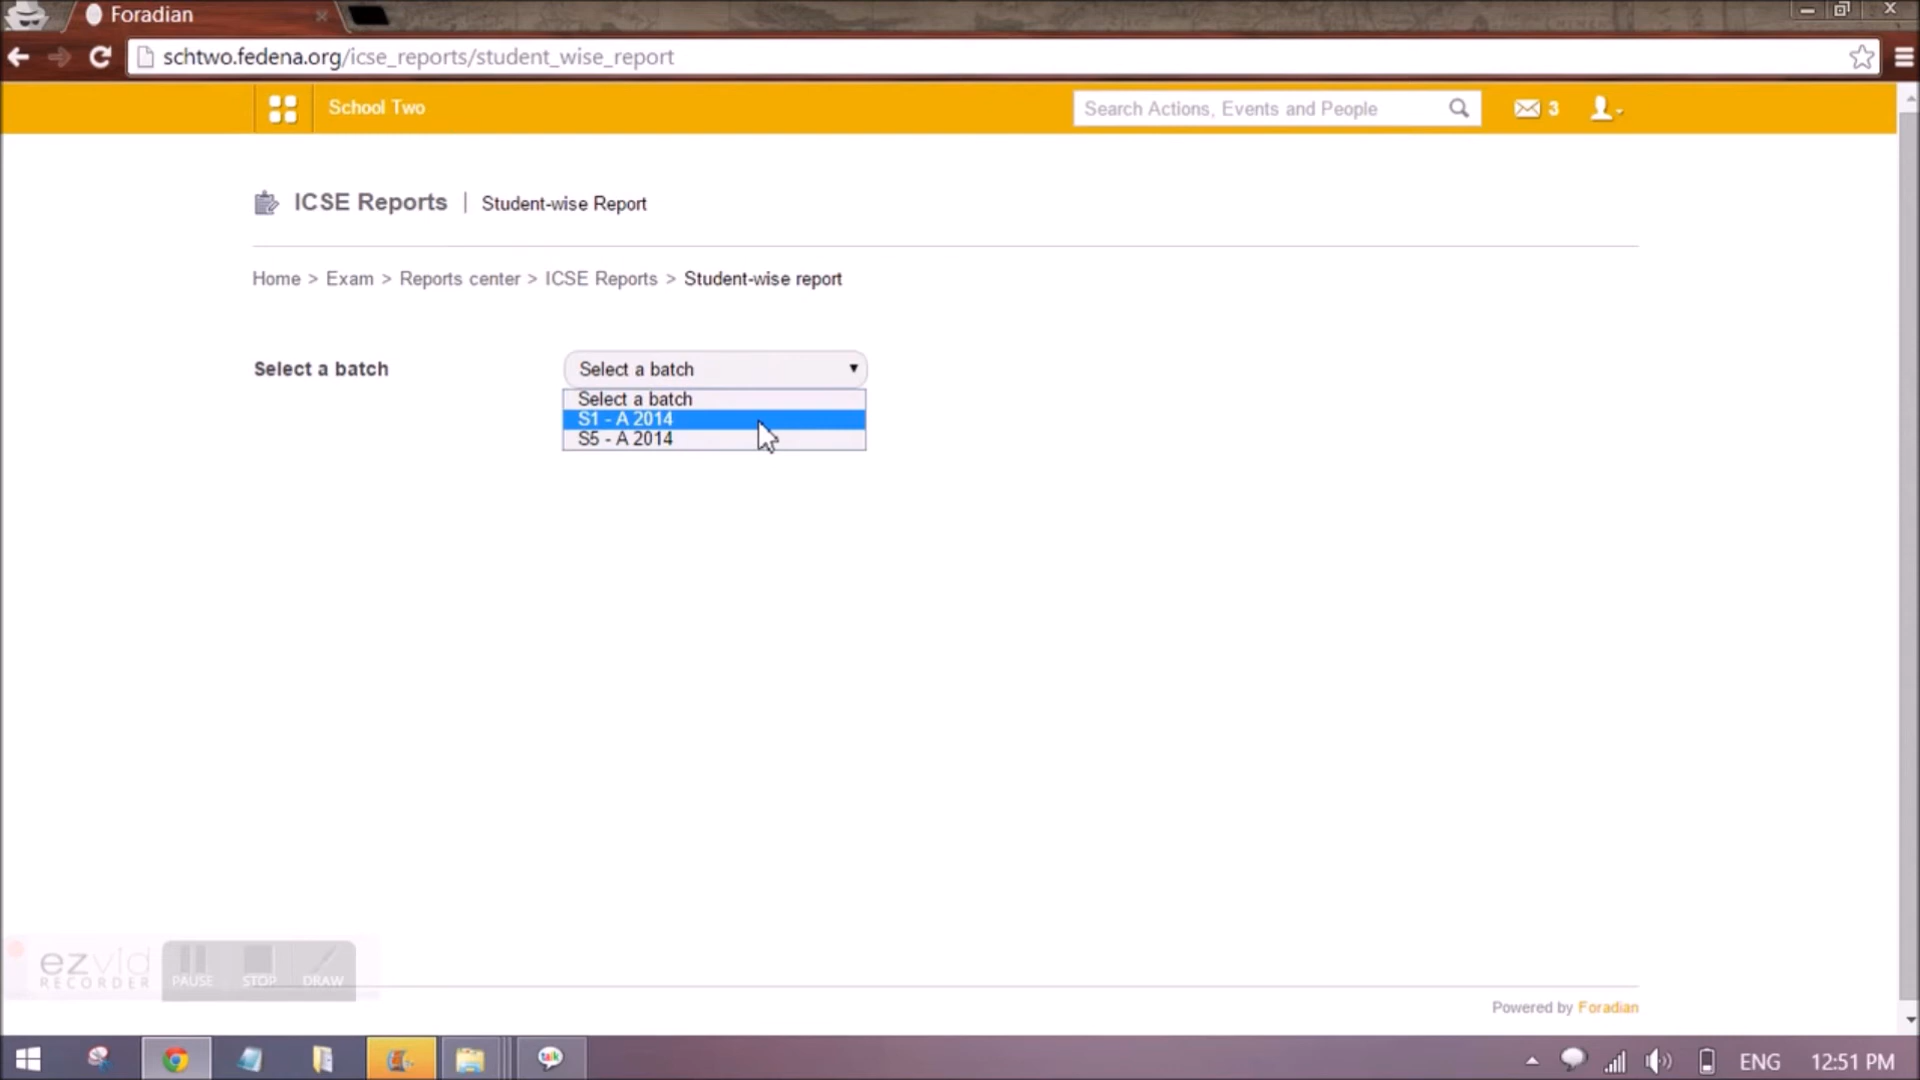 Foradian
schtwo.fedena.org/icse_reports/student_wise_report
School Two
Search Actions, Events and People
3
ICSE Reports | Student-wise Report
Home > Exam > Reports center > ICSE Reports > Student-wise report
Select a batch
Select a batch
Select a batch
S1 - A 2014
S5 - A 2014
ezvid
RECORDER
PAUSE
STOP
DRAW
Powered by Foradian
talk
ENG
12:51 PM